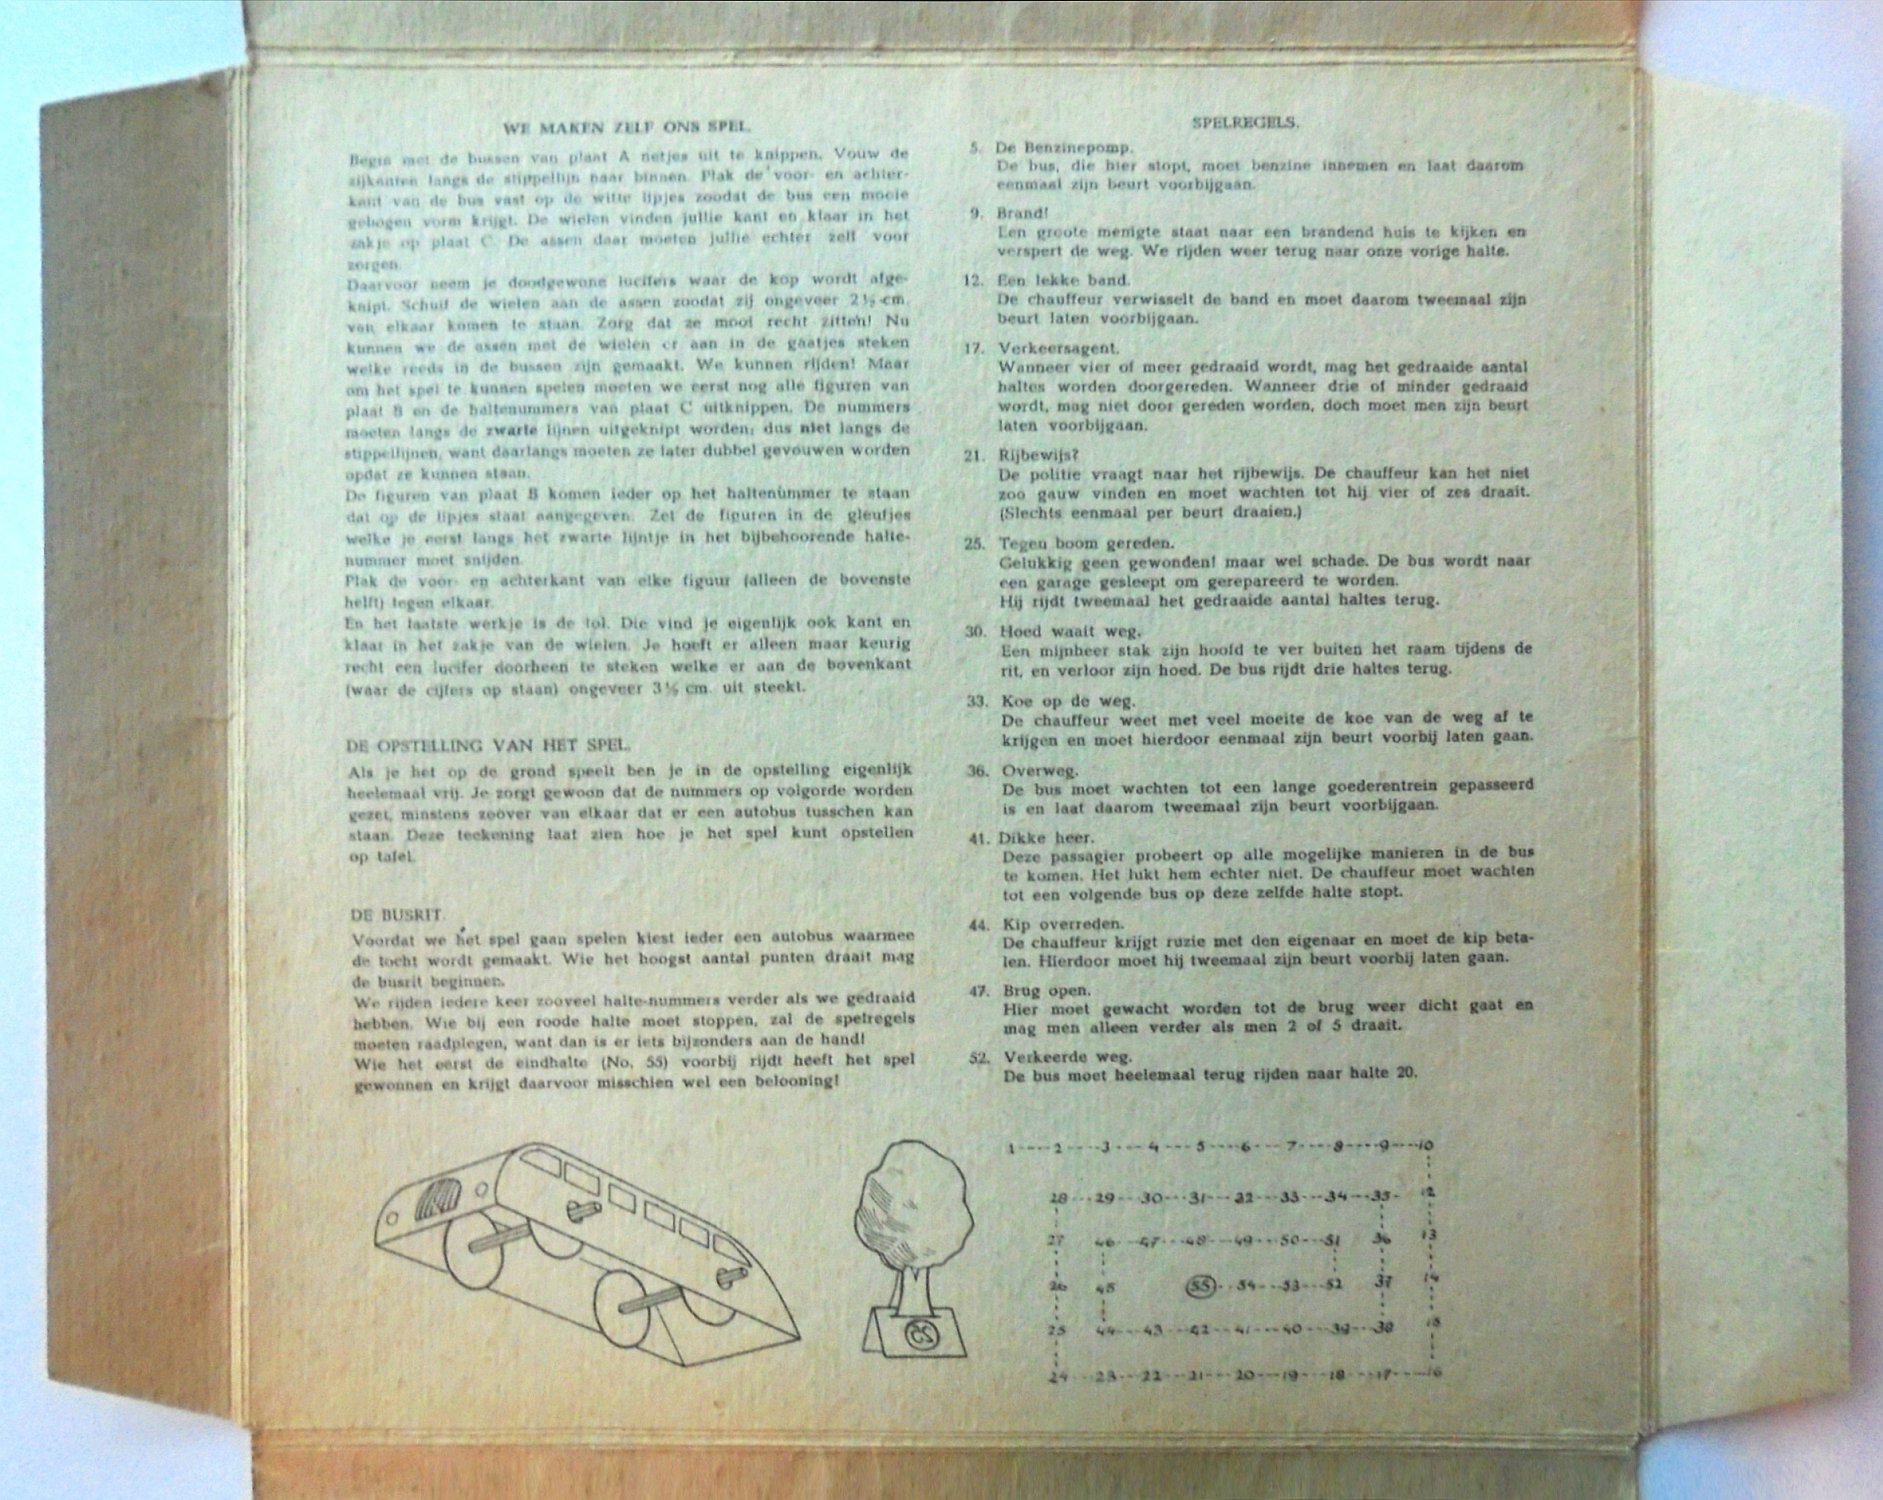 WE MAKEN ZELF ONS SPEL.
Begin met de bussen van plaat A netjes uit te knippen. Vouw de
zijkanten langs de stippellijn naar binnen. Plak de voor- en achter-
kant van de bus vast op de witte lipjes zoodat de bus een mooie
gebogen vorm krijgt. De wielen vinden jullie kant en klaar in het
zakje op plaat C. De assen daar moeten jullie echter zelf voor
zorgen.
Daarvoor neem je doodgewone lucifers waar de kop wordt afge-
knipt. Schuif de wielen aan de assen zoodat zij ongeveer 2½ cm.
van elkaar komen te staan. Zorg dat ze mooi recht zitten! Nu
kunnen we de assen met de wielen er aan in de gaatjes steken
welke reeds in de bussen zijn gemaakt. We kunnen rijden! Maar
om het spel te kunnen spelen moeten we eerst nog alle figuren van
plaat B en de haltenummers van plaat C uitknippen. De nummers
moeten langs de zwarte lijnen uitgeknipt worden; dus niet langs de
stippellijnen, want daarlangs moeten ze later dubbel gevouwen worden
opdat ze kunnen staan.
De figuren van plaat B komen ieder op het haltenummer te staan
dat op de lipjes staat aangegeven. Zet de figuren in de gleufjes
welke je eerst langs het zwarte lijntje in het bijbehoorende halte-
nummer moet snijden.
Plak de voor- en achterkant van elke figuur (alleen de bovenste
helft) tegen elkaar.
En het laatste werkje is de tol. Die vind je eigenlijk ook kant en
klaar in het zakje van de wielen. Je hoeft er alleen maar keurig
recht een lucifer doorheen te steken welke er aan de bovenkant
(waar de cijfers op staan) ongeveer 3½ cm. uit steekt.
DE OPSTELLING VAN HET SPEL.
Als je het op de grond speelt ben je in de opstelling eigenlijk
heelemaal vrij. Je zorgt gewoon dat de nummers op volgorde worden
gezet, minstens zoover van elkaar dat er een autobus tusschen kan
staan. Deze teekening laat zien hoe je het spel kunt opstellen
op tafel.
DE BUSRIT.
Voordat we het spel gaan spelen kiest ieder een autobus waarmee
de tocht wordt gemaakt. Wie het hoogst aantal punten draait mag
de busrit beginnen.
We rijden iedere keer zooveel halte-nummers verder als we gedraaid
hebben. Wie bij een roode halte moet stoppen, zal de spelregels
moeten raadplegen, want dan is er iets bijzonders aan de hand!
Wie het eerst de eindhalte (No. 55) voorbij rijdt heeft het spel
gewonnen en krijgt daarvoor misschien wel een belooning!
SPELREGELS.
5. De Benzinepomp.
De bus, die hier stopt, moet benzine innemen en laat daarom
eenmaal zijn beurt voorbijgaan.
9. Brand!
Een groote menigte staat naar een brandend huis te kijken en
verspert de weg. We rijden weer terug naar onze vorige halte.
12. Een lekke band.
De chauffeur verwisselt de band en moet daarom tweemaal zijn
beurt laten voorbijgaan.
17. Verkeersagent.
Wanneer vier of meer gedraaid wordt, mag het gedraaide aantal
haltes worden doorgereden. Wanneer drie of minder gedraaid
wordt, mag niet door gereden worden, doch moet men zijn beurt
laten voorbijgaan.
21. Rijbewijs?
De politie vraagt naar het rijbewijs. De chauffeur kan het niet
zoo gauw vinden en moet wachten tot hij vier of zes draait.
(Slechts eenmaal per beurt draaien.)
25. Tegen boom gereden.
Gelukkig geen gewonden! maar wel schade. De bus wordt naar
een garage gesleept om gerepareerd te worden.
Hij rijdt tweemaal het gedraaide aantal haltes terug.
30. Hoed waait weg.
Een mijnheer stak zijn hoofd te ver buiten het raam tijdens de
rit, en verloor zijn hoed. De bus rijdt drie haltes terug.
33. Koe op de weg.
De chauffeur weet met veel moeite de koe van de weg af te
krijgen en moet hierdoor eenmaal zijn beurt voorbij laten gaan.
36. Overweg.
De bus moet wachten tot een lange goederentrein gepasseerd
is en laat daarom tweemaal zijn beurt voorbijgaan.
41. Dikke heer.
Deze passagier probeert op alle mogelijke manieren in de bus
te komen. Het lukt hem echter niet. De chauffeur moet wachten
tot een volgende bus op deze zelfde halte stopt.
44. Kip overreden.
De chauffeur krijgt ruzie met den eigenaar en moet de kip beta-
len. Hierdoor moet hij tweemaal zijn beurt voorbij laten gaan.
47. Brug open.
Hier moet gewacht worden tot de brug weer dicht gaat en
mag men alleen verder als men 2 of 5 draait.
52. Verkeerde weg.
De bus moet heelemaal terug rijden naar halte 20.
25
1 2 3 4 5 6 7 8 9 10
28 29 30 31 32 33 34 35 12
27 46 47 48 49 50 51 36 13
26 45 55 54 53 52 37 14
25 44 43 42 41 40 39 38 15
24 23 22 21 20 19 18 17 16